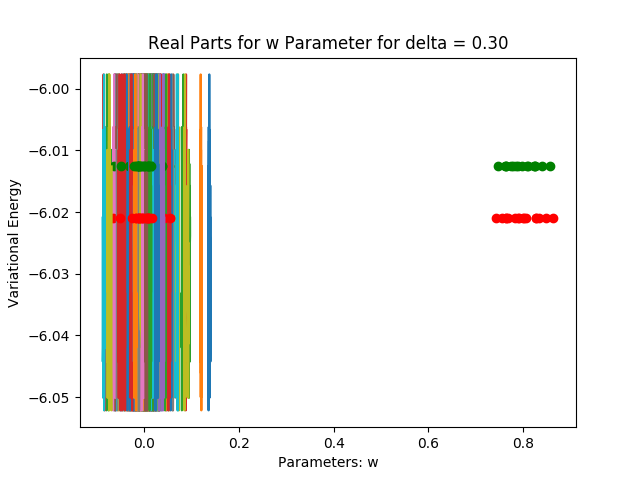 Real Parts for w Parameter for delta = 0.30
−6.00
−6.01
−6.02
−6.03
−6.04
−6.05
Variational Energy
0.0 0.2 0.4 0.6 0.8
Parameters: w